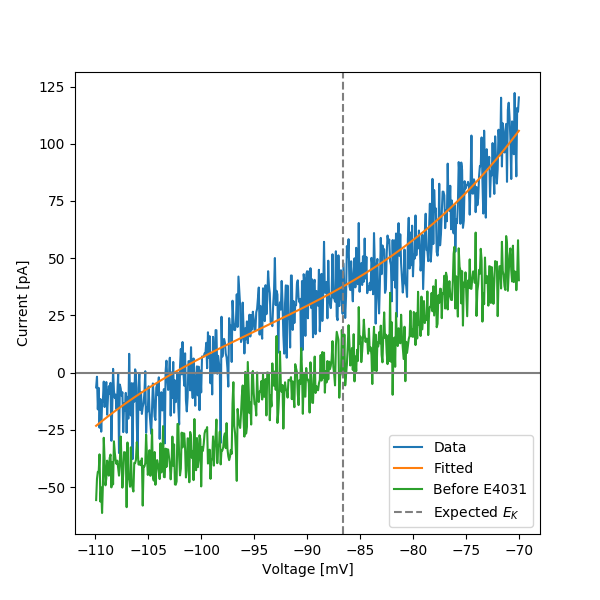 125
100
75
50
25
0
−25
−50
−110
−105
−100
−95
−90
−85
−80
−75
−70
Current [pA]
Voltage [mV]
Data
Fitted
Before E4031
Expected $E_K$